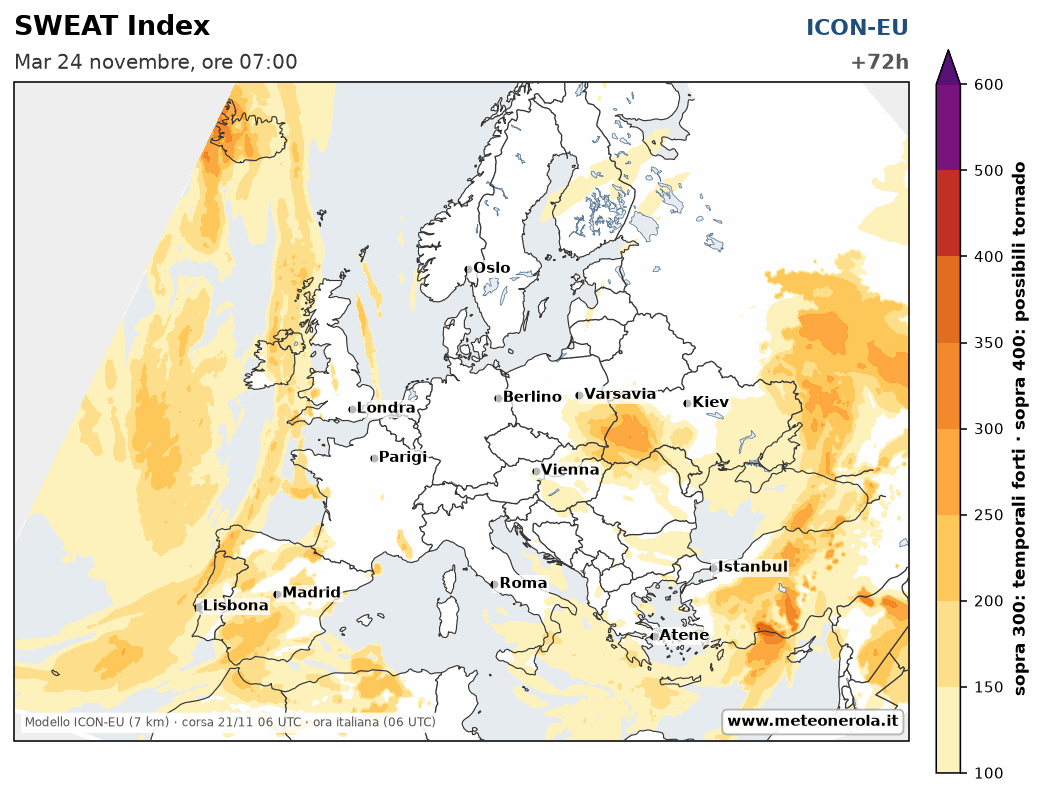 SWEAT Index
ICON-EU
Mar 24 novembre, ore 07:00
+72h
600
500
400
350
300
250
200
150
100
sopra 300: temporali forti · sopra 400: possibili tornado
Oslo
Berlino
Varsavia
Kiev
Londra
Parigi
Vienna
Istanbul
Roma
Madrid
Lisbona
Atene
Modello ICON-EU (7 km) · corsa 21/11 06 UTC · ora italiana (06 UTC)
www.meteonerola.it